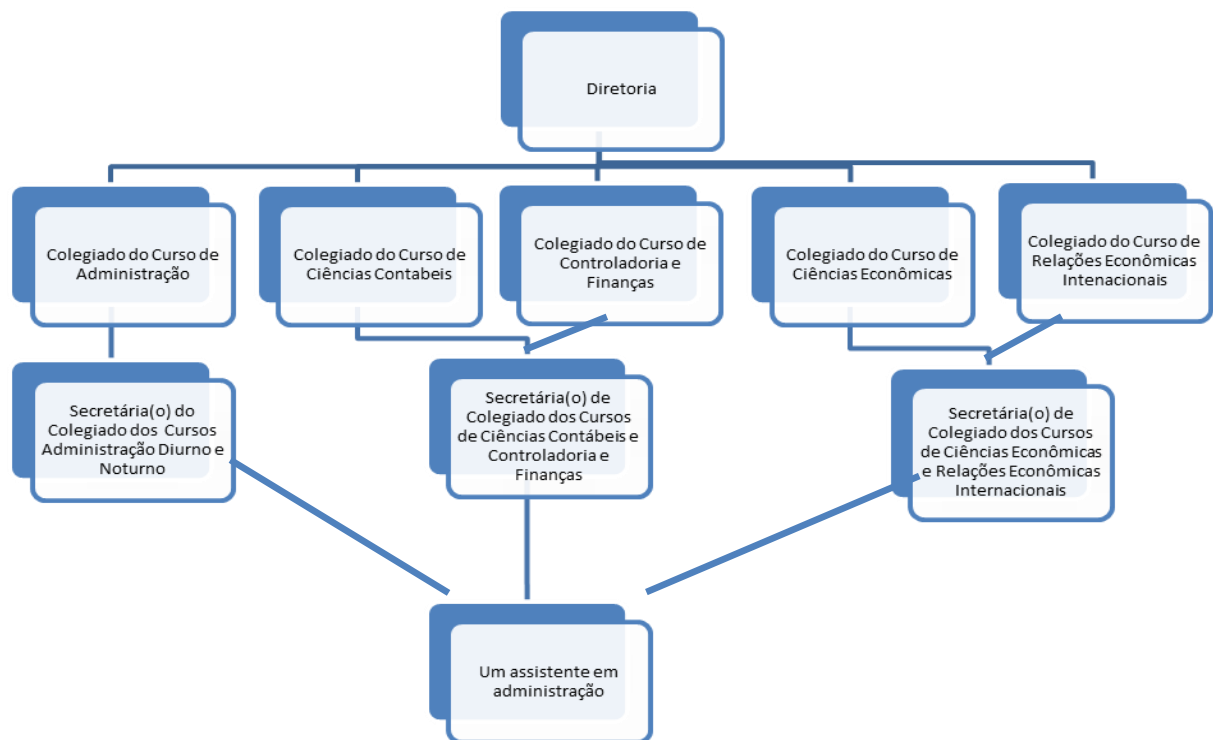 Diretoria
Colegiado do Curso de
Administração
Colegiado do Curso de
Ciências Contabeis
Colegiado do Curso de
Controladoria e
Finanças
Colegiado do Curso de
Ciências Econômicas
Colegiado do Curso de
Relações Econômicas
Intenacionais
Secretária(o) do
Colegiado dos Cursos
Administração Diurno e
Noturno
Secretária(o) de
Colegiado dos Cursos
de Ciências Contábeis e
Controladoria e
Finanças
Secretária(o) de
Colegiado dos Cursos
de Ciências Econômicas
e Relações Econômicas
Internacionais
Um assistente em
administração